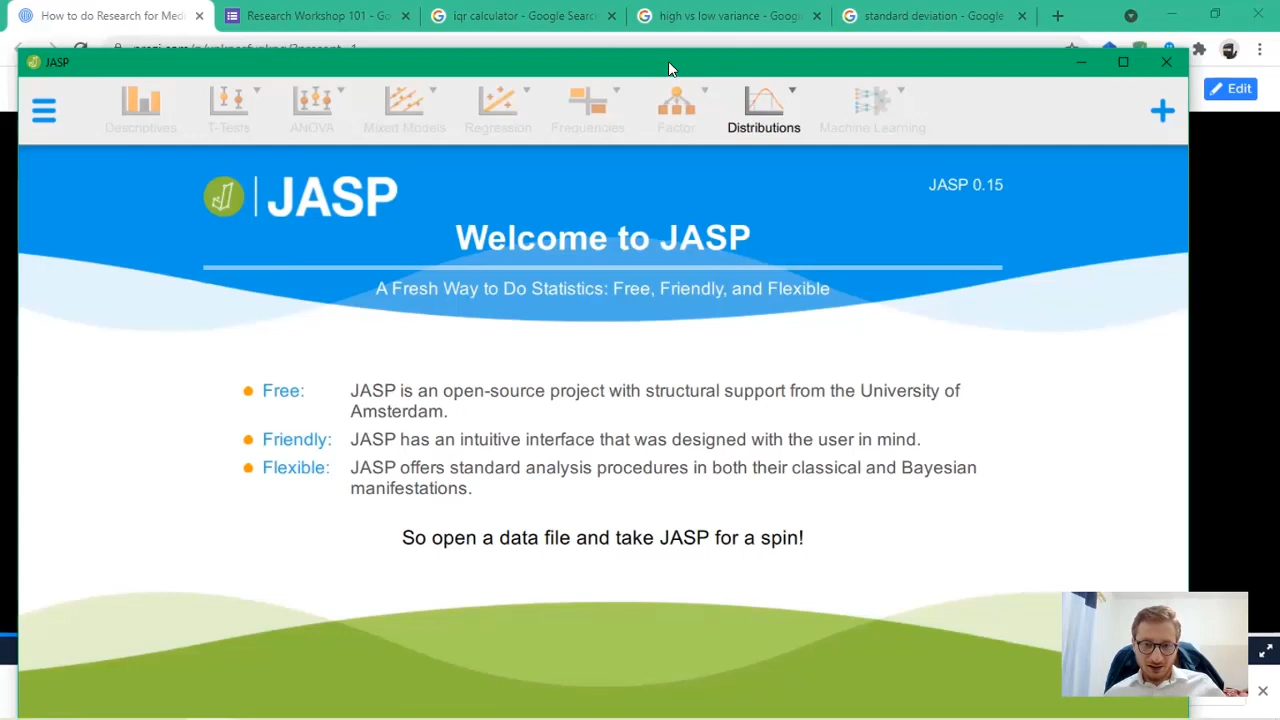 How to do Research for Medi
Research Workshop 101 - Go
iqr calculator - Google Searc
high vs low variance - Googl
standard deviation - Google
JASP
Edit
Descriptives
T-Tests
ANOVA
Mixed Models
Regression
Frequencies
Factor
Distributions
Machine Learning
JASP
JASP 0.15
Welcome to JASP
A Fresh Way to Do Statistics: Free, Friendly, and Flexible
Free: JASP is an open-source project with structural support from the University of
Amsterdam.
Friendly: JASP has an intuitive interface that was designed with the user in mind.
Flexible: JASP offers standard analysis procedures in both their classical and Bayesian
manifestations.
So open a data file and take JASP for a spin!